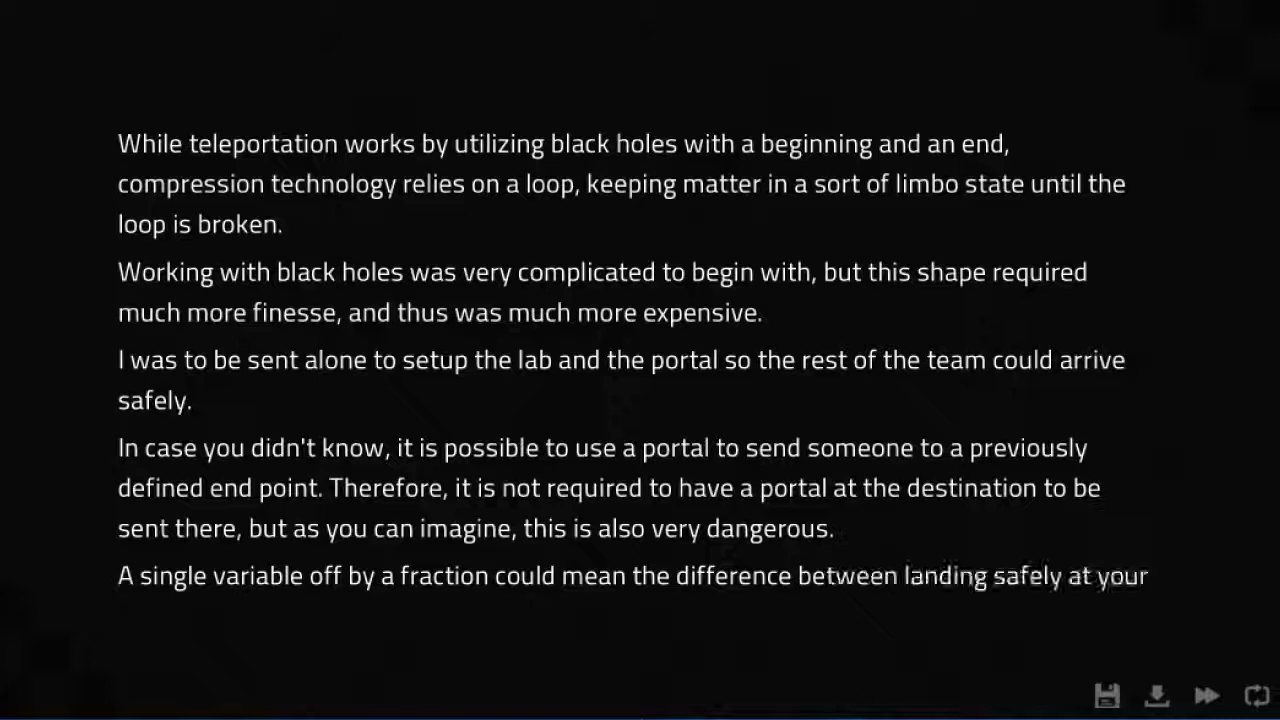 While teleportation works by utilizing black holes with a beginning and an end,
compression technology relies on a loop, keeping matter in a sort of limbo state until the
loop is broken.
Working with black holes was very complicated to begin with, but this shape required
much more finesse, and thus was much more expensive.
I was to be sent alone to setup the lab and the portal so the rest of the team could arrive
safely.
In case you didn't know, it is possible to use a portal to send someone to a previously
defined end point. Therefore, it is not required to have a portal at the destination to be
sent there, but as you can imagine, this is also very dangerous.
A single variable off by a fraction could mean the difference between landing safely at your